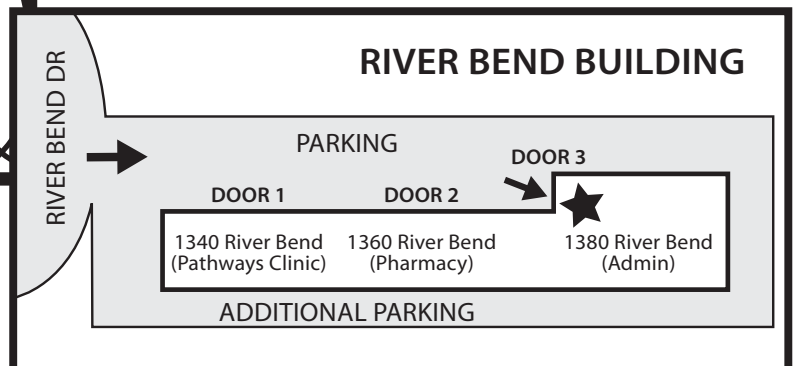 RIVER BEND BUILDING
RIVER BEND DR
PARKING
DOOR 3
DOOR 1
DOOR 2
1340 River Bend
(Pathways Clinic)
1360 River Bend
(Pharmacy)
1380 River Bend
(Admin)
ADDITIONAL PARKING